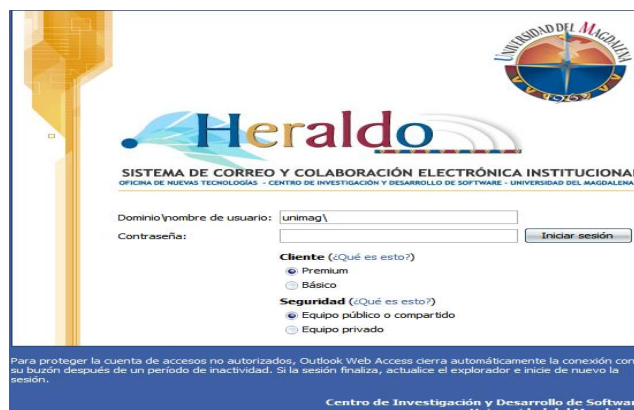 UNIVERSIDAD DEL MAGDALENA
1962
Heraldo
SISTEMA DE CORREO Y COLABORACIÓN ELECTRÓNICA INSTITUCIONAL
OFICINA DE NUEVAS TECNOLOGÍAS - CENTRO DE INVESTIGACIÓN Y DESARROLLO DE SOFTWARE - UNIVERSIDAD DEL MAGDALENA
Dominio\nombre de usuario: unimag\
Contraseña: Iniciar sesión
Cliente (¿Qué es esto?)
Premium
Básico
Seguridad (¿Qué es esto?)
Equipo público o compartido
Equipo privado
Para proteger la cuenta de accesos no autorizados, Outlook Web Access cierra automáticamente la conexión con
su buzón después de un período de inactividad. Si la sesión finaliza, actualice el explorador e inicie de nuevo la
sesión.
Centro de Investigación y Desarrollo de Softwar